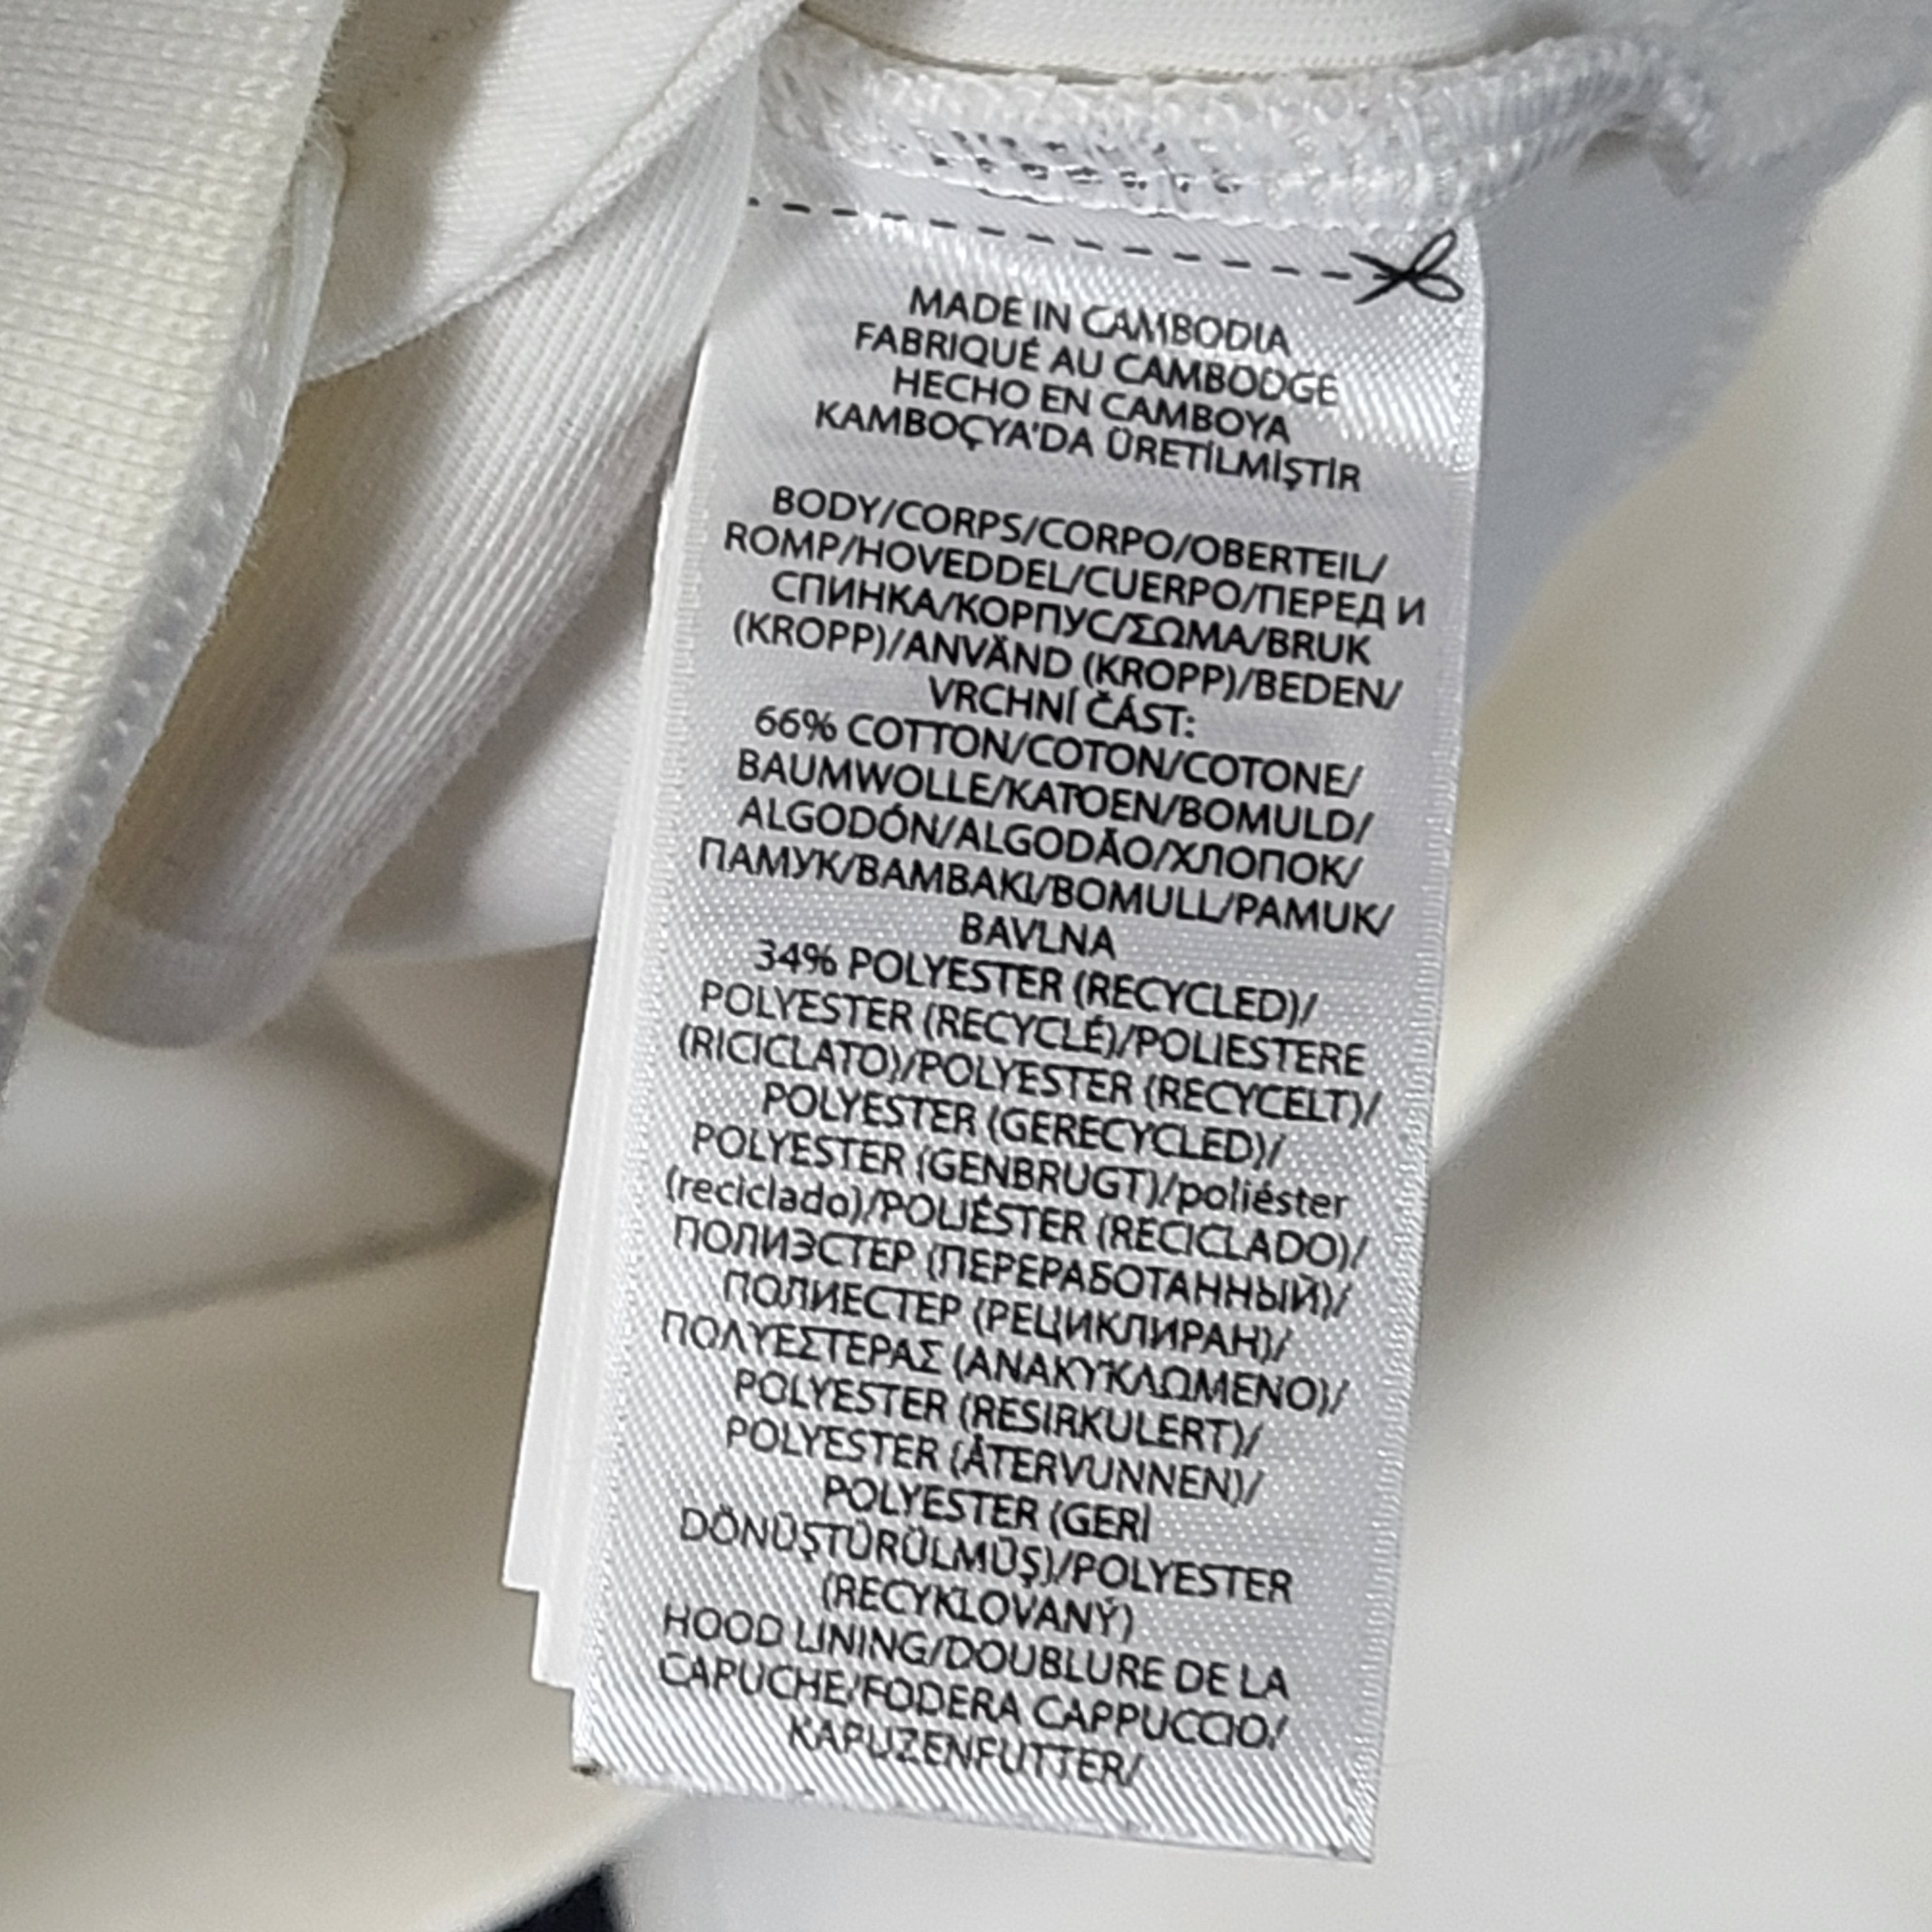 MADE IN CAMBODIA
FABRIQUÉ AU CAMBODGE
HECHO EN CAMBOYA
KAMBOÇYA'DA ÜRETİLMİŞTİR
BODY/CORPS/CORPO/OBERTEIL/
ROMP/HOVEDDEL/CUERPO/ПЕРЕД И
СПИНКА/КОРПУС/ΣΩΜΑ/BRUK
(KROPP)/ANVÄND (KROPP)/BEDEN/
VRCHNÍ ČÁST:
66% COTTON/COTON/COTONE/
BAUMWOLLE/KATOEN/BOMULD/
ALGODÓN/ALGODÃO/ХЛОПОК/
ПАМУК/BAMBAKI/BOMULL/PAMUK/
BAVLNA
34% POLYESTER (RECYCLED)/
POLYESTER (RECYCLÉ)/POLIESTERE
(RICICLATO)/POLYESTER (RECYCELT)/
POLYESTER (GERECYCLED)/
POLYESTER (GENBRUGT)/poliéster
(reciclado)/POLIÉSTER (RECICLADO)/
ПОЛИЭСТЕР (ПЕРЕРАБОТАННЫЙ)/
ПОЛИЕСТЕР (РЕЦИКЛИРАН)/
ΠΟΛΥΕΣΤΕΡΑΣ (ΑΝΑΚΥΚΛΩΜΕΝΟ)/
POLYESTER (RESIRKULERT)/
POLYESTER (ÅTERVUNNEN)/
POLYESTER (GERİ
DÖNÜŞTÜRÜLMÜŞ)/POLYESTER
(RECYKLOVANÝ)
HOOD LINING/DOUBLURE DE LA
CAPUCHE/FODERA CAPPUCCIO/
KAPUZENFUTTER/